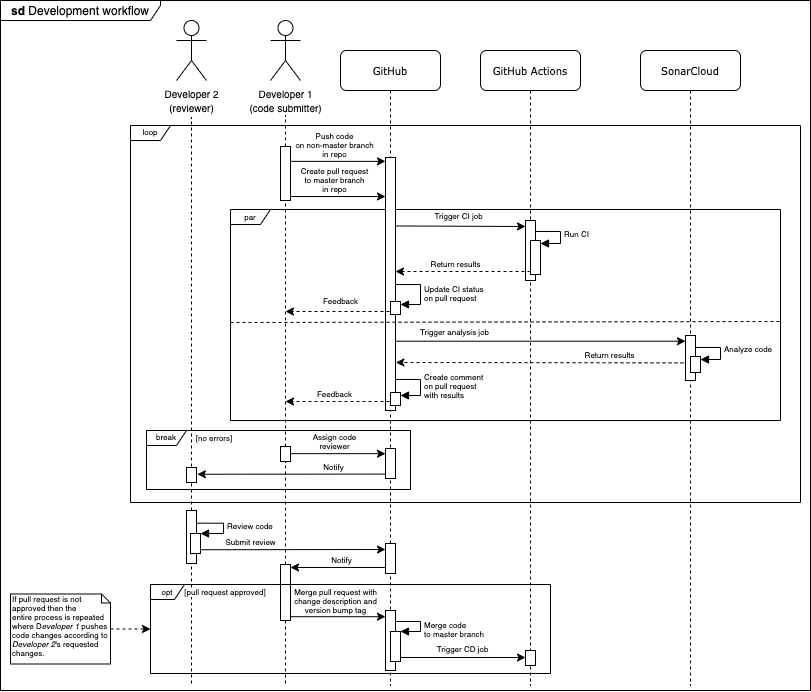 sd Development workflow
Developer 2
(reviewer)
Developer 1
(code submitter)
GitHub
GitHub Actions
SonarCloud
loop
Push code
on non-master branch
in repo
Create pull request
to master branch
in repo
par
Trigger CI job
Run CI
Return results
Update CI status
on pull request
Feedback
Trigger analysis job
Analyze code
Return results
Create comment
on pull request
with results
Feedback
break
[no errors]
Assign code
reviewer
Notify
Review code
Submit review
Notify
opt
[pull request approved]
Merge pull request with
change description and
version bump tag
If pull request is not
approved then the
entire process is repeated
where Developer 1 pushes
code changes according to
Developer 2's requested
changes.
Merge code
to master branch
Trigger CD job